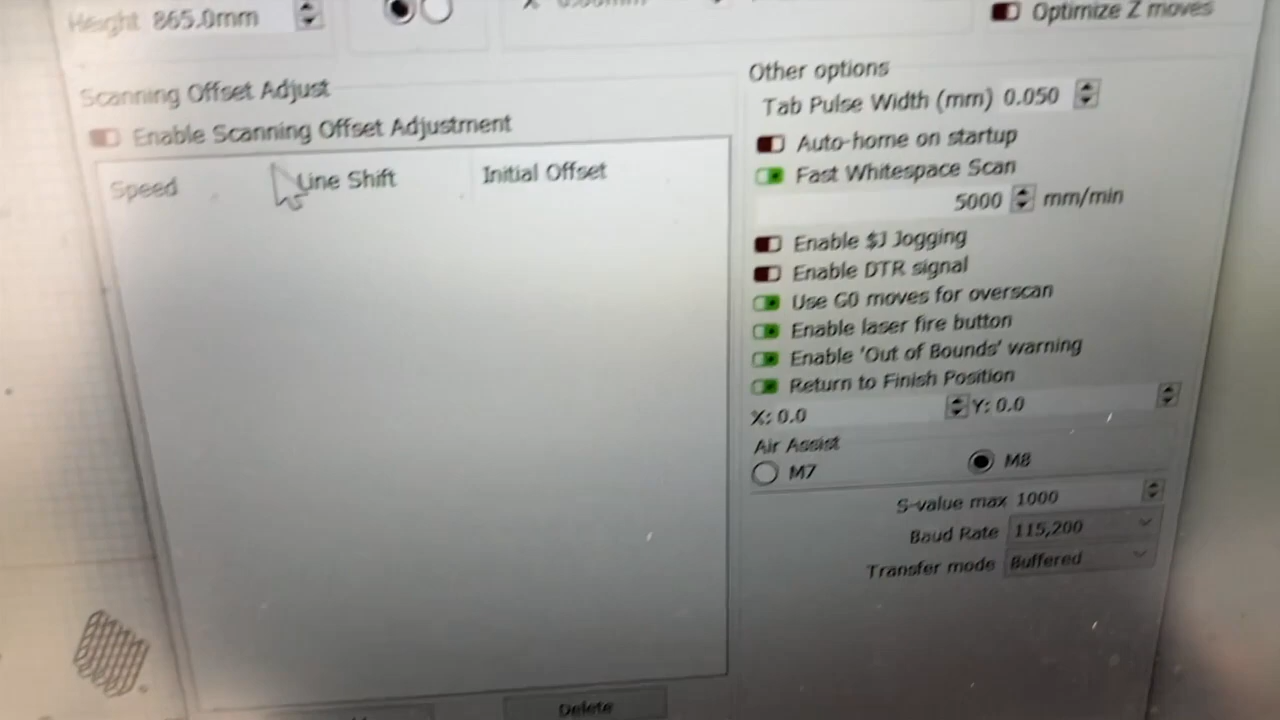 Height 865.0mm
Optimize Z moves
Scanning Offset Adjust
Enable Scanning Offset Adjustment
Speed
Line Shift
Initial Offset
Other options
Tab Pulse Width (mm) 0.050
Auto-home on startup
Fast Whitespace Scan
5000 mm/min
Enable $J Jogging
Enable DTR signal
Use G0 moves for overscan
Enable laser fire button
Enable 'Out of Bounds' warning
Return to Finish Position
X: 0.0 Y: 0.0
Air Assist
M7 M8
S-value max 1000
Baud Rate 115,200
Transfer mode Buffered
Delete